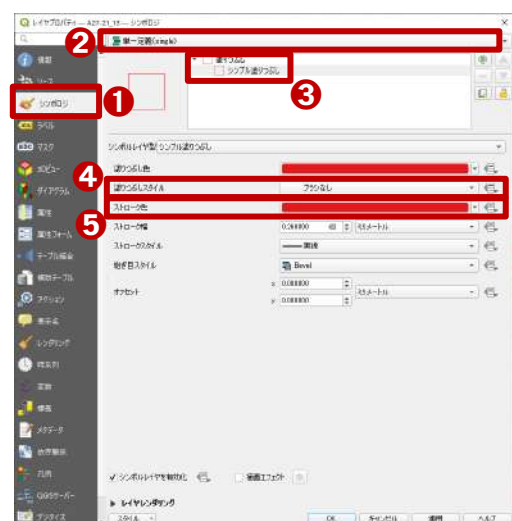 レイヤプロパティ — A27-21_15 — シンボロジ
単一定義(single)
塗りつぶし
シンプル塗りつぶし
情報
ソース
シンボロジ
ラベル
マスク
3Dビュー
ダイアグラム
属性
属性フォーム
テーブル結合
補助テーブル
アクション
表示名
レンダリング
時系列
変数
標高
メタデータ
依存関係
凡例
QGISサーバー
デジタイズ
1
2
3
4
5
シンボルレイヤ型 シンプル塗りつぶし
塗りつぶし色
塗りつぶしスタイル ブラシなし
ストローク色
ストローク幅 0.260000 ミリメートル
ストロークスタイル 実線
継ぎ目スタイル Bevel
オフセット
x 0.000000
y 0.000000
ミリメートル
シンボルレイヤを有効化
描画エフェクト
レイヤレンダリング
スタイル
OK
キャンセル
適用
ヘルプ